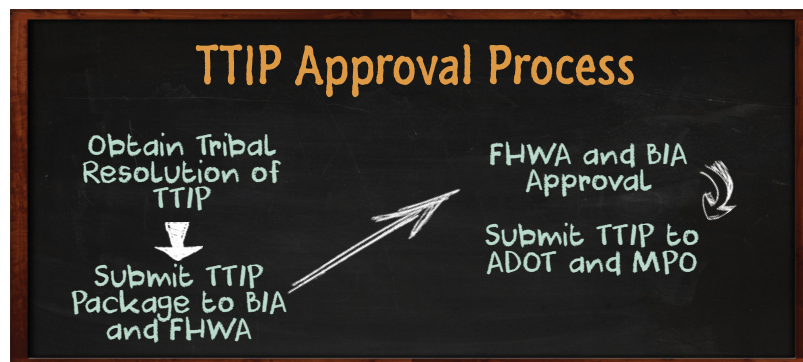 TTIP Approval Process
Obtain Tribal
Resolution of
TTIP
Submit TTIP
Package to BIA
and FHWA
FHWA and BIA
Approval
Submit TTIP to
ADOT and MPO